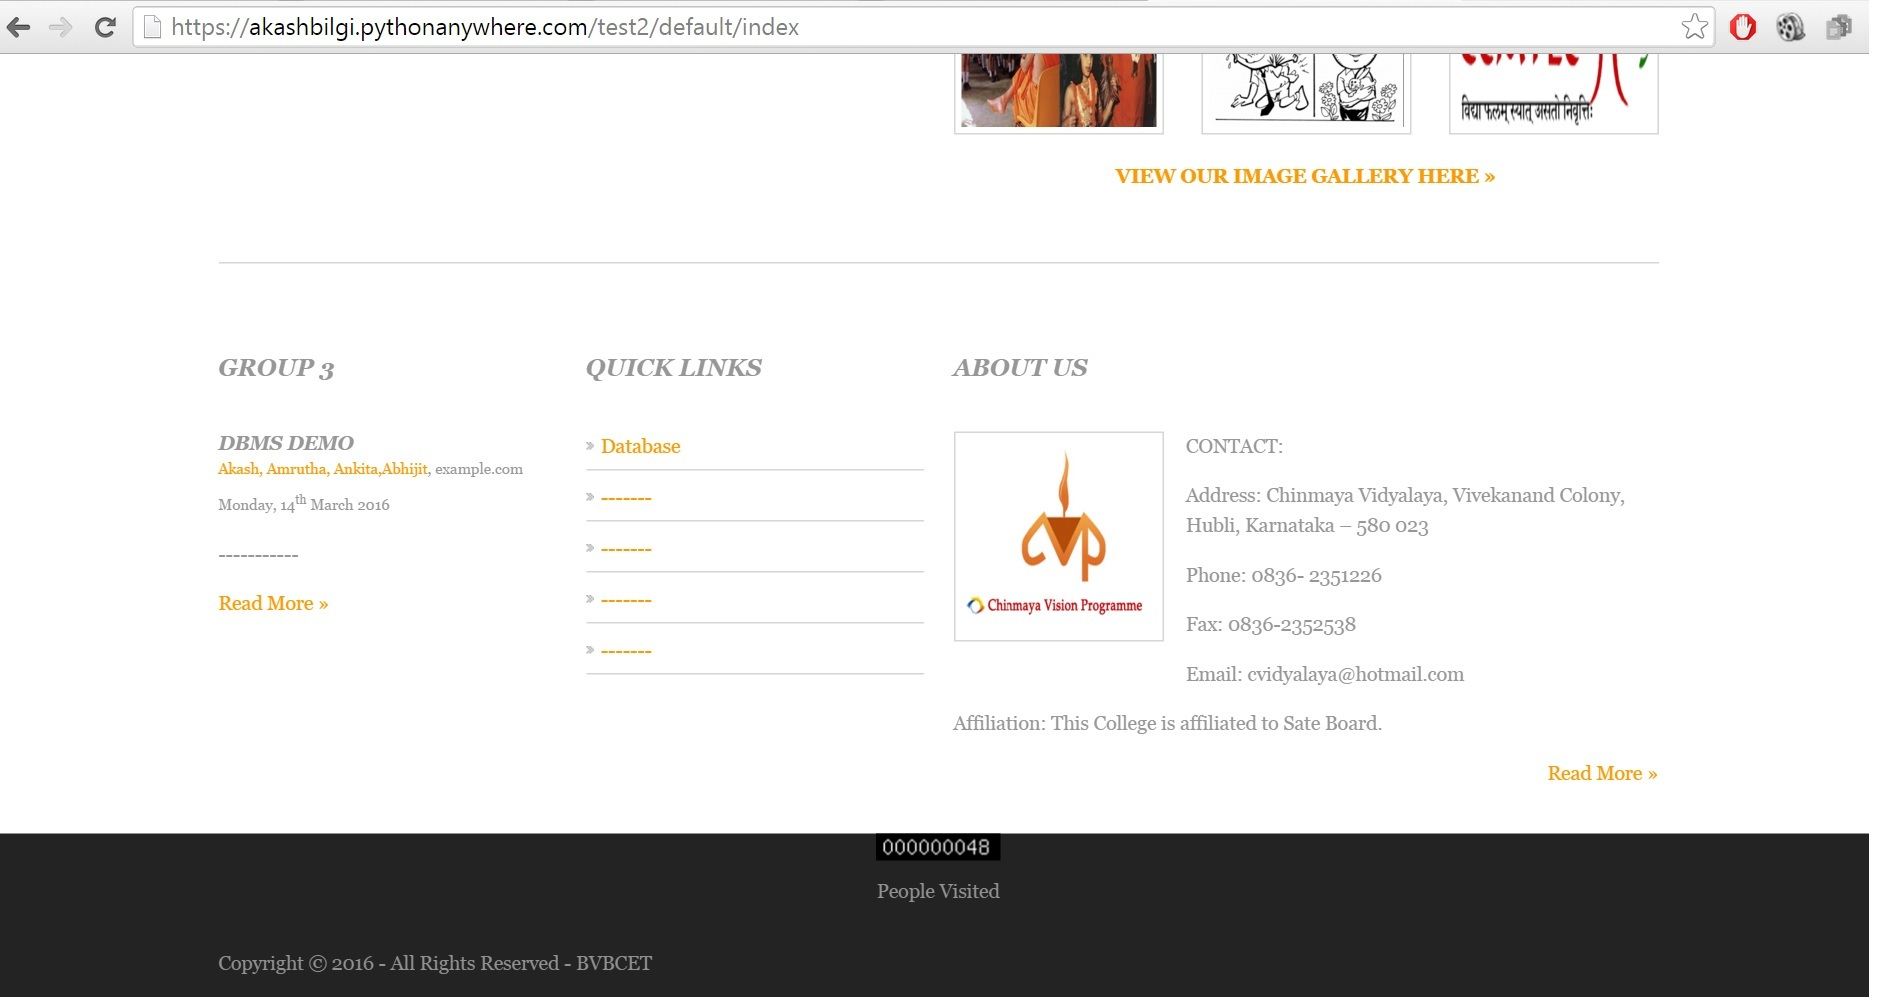 https://akashbilgi.pythonanywhere.com/test2/default/index
विद्या फलम् स्यात् असतो निवृत्तिः
VIEW OUR IMAGE GALLERY HERE »
GROUP 3
DBMS DEMO
Akash, Amrutha, Ankita,Abhijit, example.com
Monday, 14th March 2016
-----------
Read More »
QUICK LINKS
» Database
» -------
» -------
» -------
» -------
ABOUT US
cvp
Chinmaya Vision Programme
CONTACT:
Address: Chinmaya Vidyalaya, Vivekanand Colony,
Hubli, Karnataka – 580 023
Phone: 0836- 2351226
Fax: 0836-2352538
Email: cvidyalaya@hotmail.com
Affiliation: This College is affiliated to Sate Board.
Read More »
000000048
People Visited
Copyright © 2016 - All Rights Reserved - BVBCET